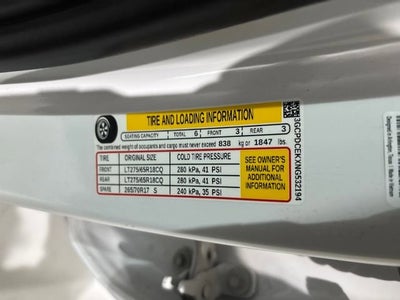 TIRE AND LOADING INFORMATION
SEATING CAPACITY TOTAL 6 FRONT 3 REAR 3
The combined weight of occupants and cargo must never exceed 838 kg or 1847 lbs.
TIRE ORIGINAL SIZE COLD TIRE PRESSURE
FRONT LT275/65R18CQ 280 kPa, 41 PSI
REAR LT275/65R18CQ 280 kPa, 41 PSI
SPARE 265/70R17 S 240 kPa, 35 PSI
SEE OWNER'S
MANUAL FOR
ADDITIONAL
INFORMATION
3GCPDCEKXNG532194